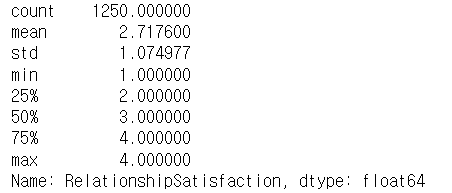 count    1250.000000
mean        2.717600
std         1.074977
min         1.000000
25%         2.000000
50%         3.000000
75%         4.000000
max         4.000000
Name: RelationshipSatisfaction, dtype: float64